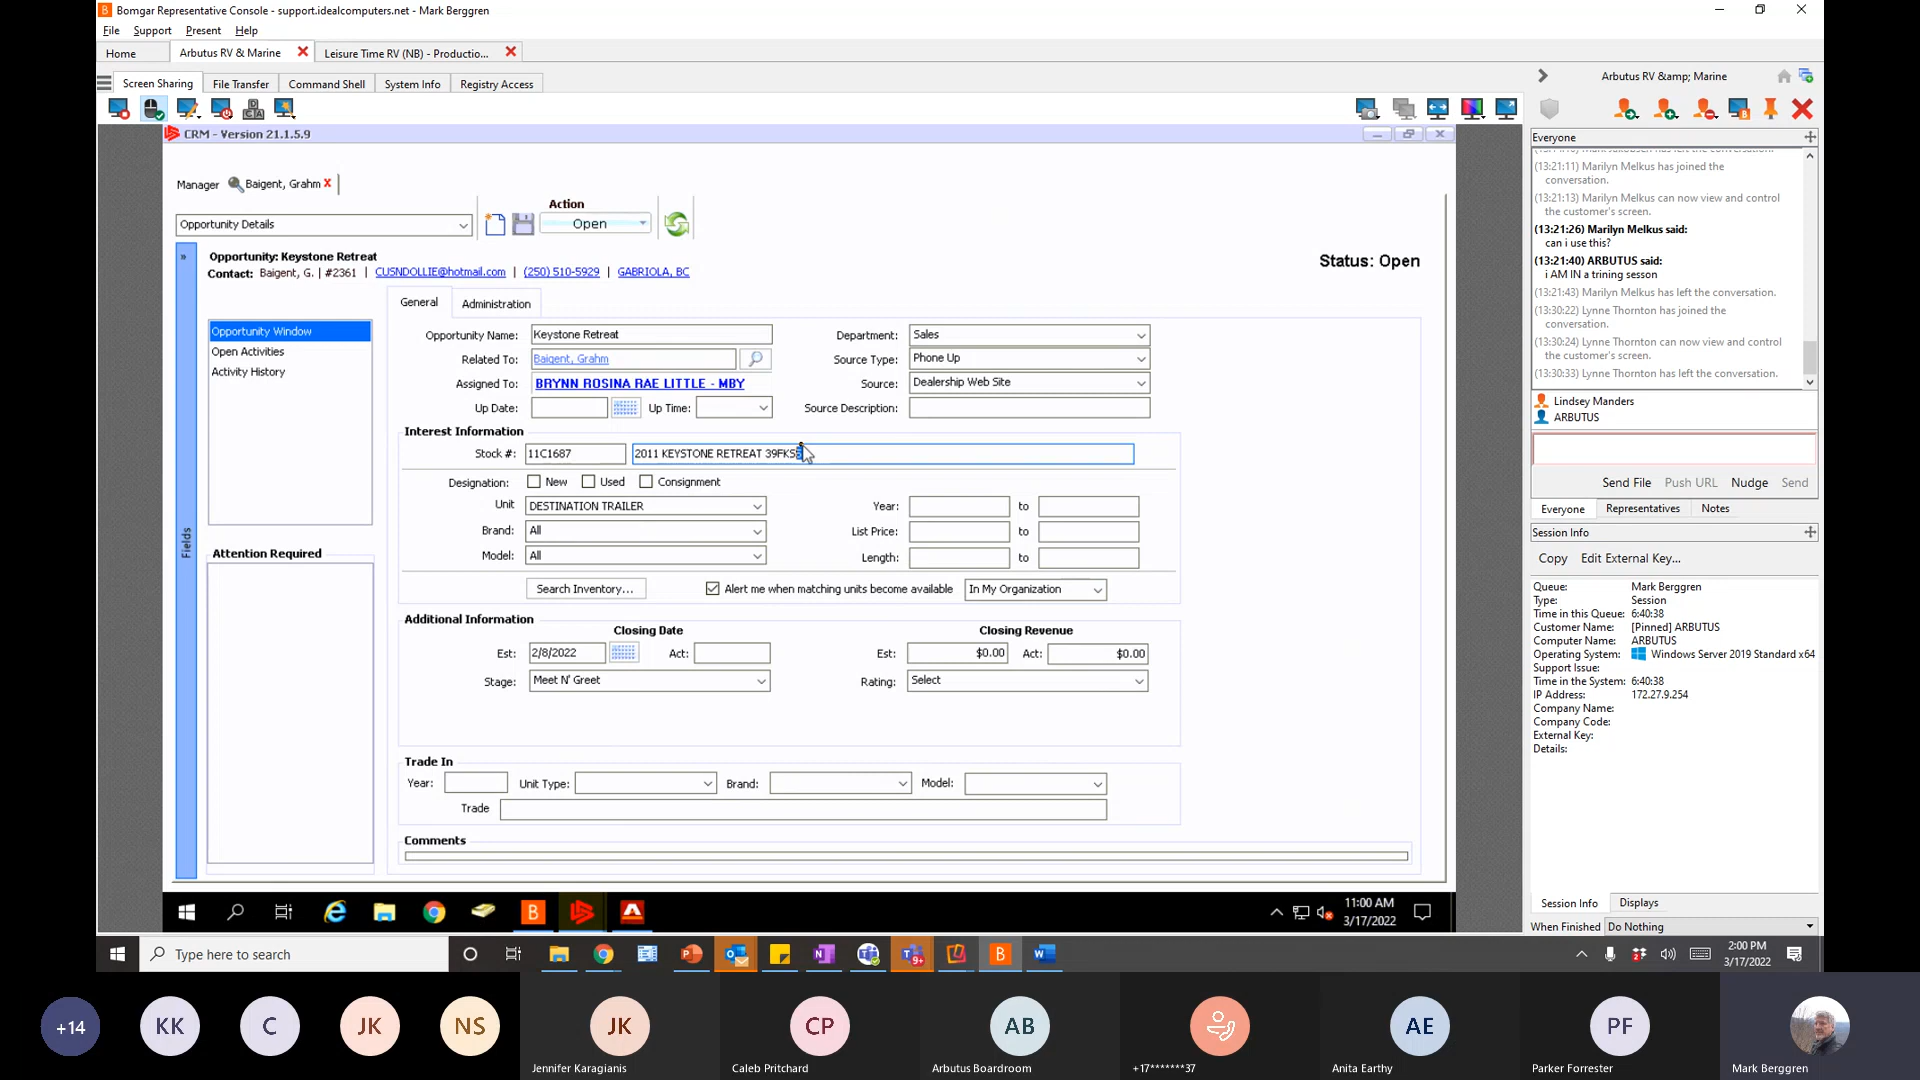 Bomgar Representative Console - support.idealcomputers.net - Mark Berggren
File Support Present Help
Home Arbutus RV & Marine Leisure Time RV (NB) - Productio...
Screen Sharing File Transfer Command Shell System Info Registry Access
Arbutus RV &amp; Marine
CRM - Version 21.1.5.9
Manager Baigent, Grahm x
Action
Opportunity Details Open
Opportunity: Keystone Retreat
Contact: Baigent, G. | #2361 | CUSNDOLLIE@hotmail.com | (250) 510-5929 | GABRIOLA, BC
Status: Open
General Administration
Opportunity Window
Open Activities
Activity History
Attention Required
Fields
Opportunity Name: Keystone Retreat Department: Sales
Related To: Baigent, Grahm Source Type: Phone Up
Assigned To: BRYNN ROSINA RAE LITTLE - MBY Source: Dealership Web Site
Up Date: Up Time: Source Description:
Interest Information
Stock #: 11C1687 2011 KEYSTONE RETREAT 39FKS
Designation: New Used Consignment
Unit DESTINATION TRAILER Year: to
Brand: All List Price: to
Model: All Length: to
Search Inventory... Alert me when matching units become available In My Organization
Additional Information
Closing Date Closing Revenue
Est: 2/8/2022 Act: Est: $0.00 Act: $0.00
Stage: Meet N' Greet Rating: Select
Trade In
Year: Unit Type: Brand: Model:
Trade
Comments
11:00 AM
3/17/2022
Everyone
(13:21:11) Marilyn Melkus has joined the
conversation.
(13:21:13) Marilyn Melkus can now view and control
the customer's screen.
(13:21:26) Marilyn Melkus said:
can i use this?
(13:21:40) ARBUTUS said:
i AM IN a trining sesson
(13:21:43) Marilyn Melkus has left the conversation.
(13:30:22) Lynne Thornton has joined the
conversation.
(13:30:24) Lynne Thornton can now view and control
the customer's screen.
(13:30:33) Lynne Thornton has left the conversation.
Lindsey Manders
ARBUTUS
Send File Push URL Nudge Send
Everyone Representatives Notes
Session Info
Copy Edit External Key...
Queue: Mark Berggren
Type: Session
Time in this Queue: 6:40:38
Customer Name: [Pinned] ARBUTUS
Computer Name: ARBUTUS
Operating System: Windows Server 2019 Standard x64
Support Issue:
Time in the System: 6:40:38
IP Address: 172.27.9.254
Company Name:
Company Code:
External Key:
Details:
Session Info Displays
When Finished Do Nothing
Type here to search
2:00 PM
3/17/2022
+14 KK C JK NS JK CP AB AE PF
Jennifer Karagianis Caleb Pritchard Arbutus Boardroom +17*******37 Anita Earthy Parker Forrester Mark Berggren